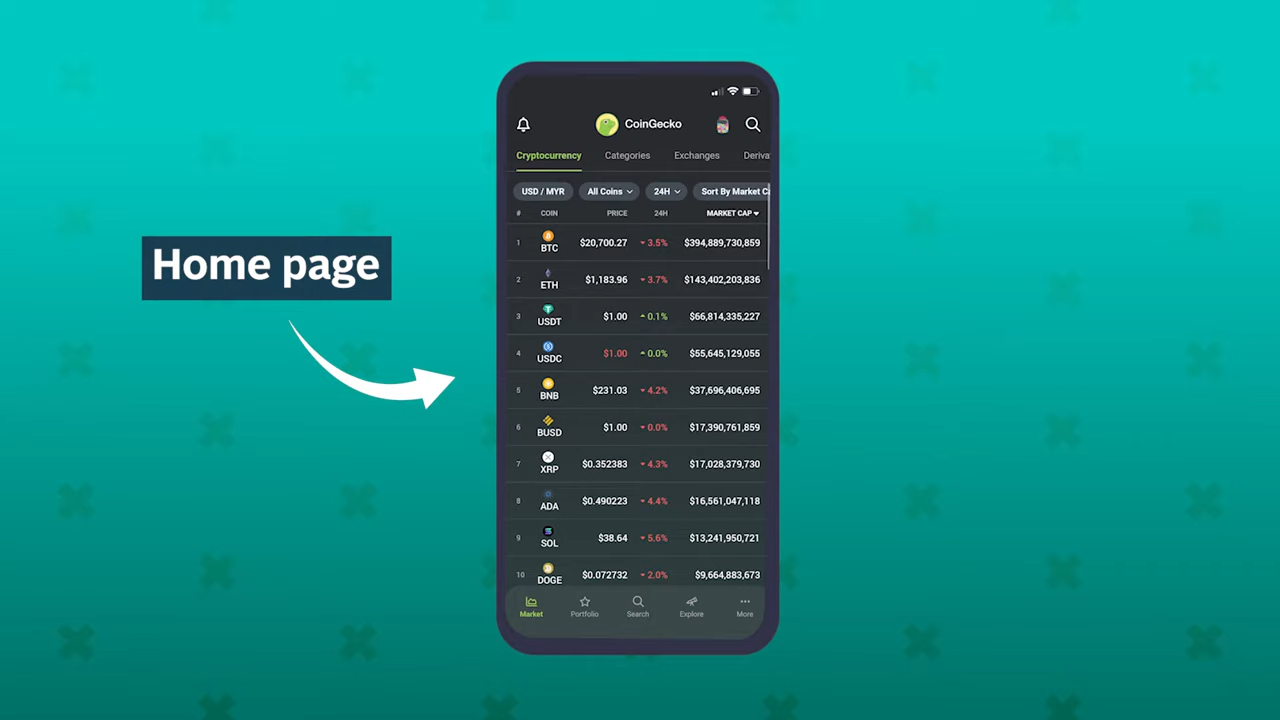 Home page
CoinGecko
Cryptocurrency Categories Exchanges Deriva
USD / MYR All Coins 24H Sort By Market C
# COIN PRICE 24H MARKET CAP
1 BTC $20,700.27 3.5% $394,889,730,859
2 ETH $1,183.96 3.7% $143,402,203,836
3 USDT $1.00 0.1% $66,814,335,227
4 USDC $1.00 0.0% $55,645,129,055
5 BNB $231.03 4.2% $37,696,406,695
6 BUSD $1.00 0.0% $17,390,761,859
7 XRP $0.352383 4.3% $17,028,379,730
8 ADA $0.490223 4.4% $16,561,047,118
9 SOL $38.64 5.6% $13,241,950,721
10 DOGE $0.072732 2.0% $9,664,883,673
Market Portfolio Search Explore More